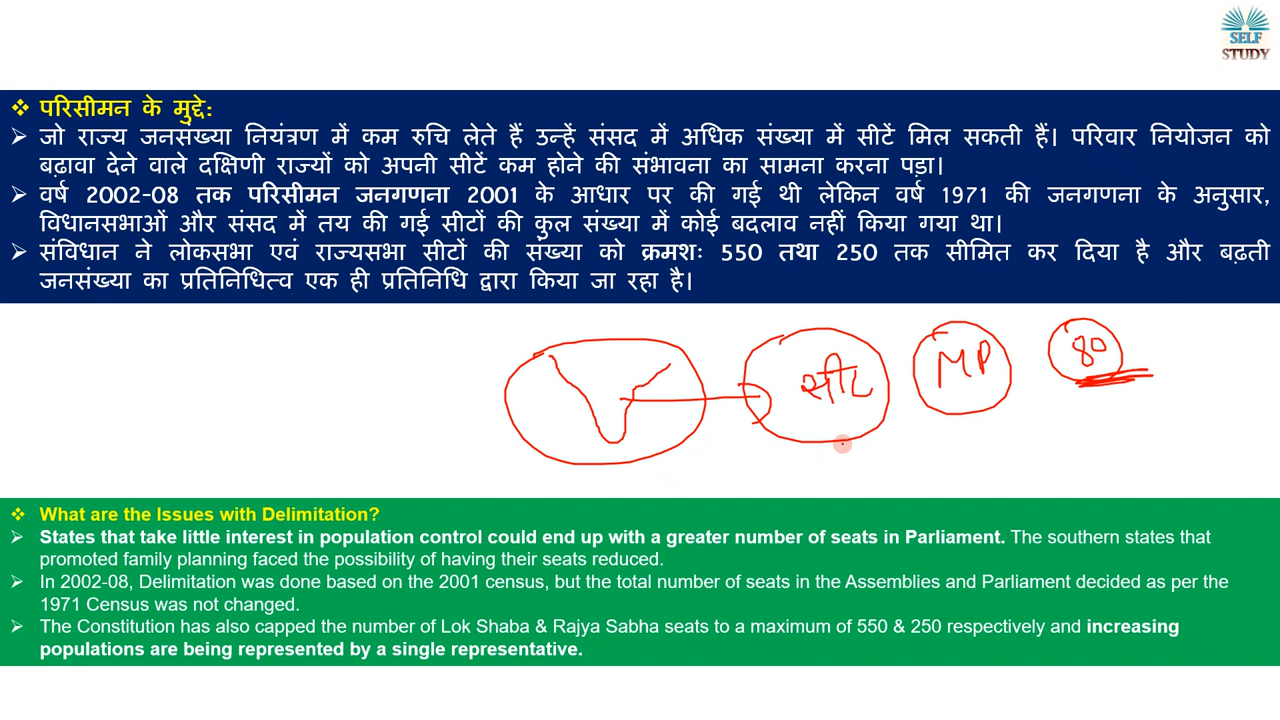 SELF
STUDY
❖ परिसीमन के मुद्दे:
➢ जो राज्य जनसंख्या नियंत्रण में कम रुचि लेते हैं उन्हें संसद में अधिक संख्या में सीटें मिल सकती हैं। परिवार नियोजन को
बढ़ावा देने वाले दक्षिणी राज्यों को अपनी सीटें कम होने की संभावना का सामना करना पड़ा।
➢ वर्ष 2002-08 तक परिसीमन जनगणना 2001 के आधार पर की गई थी लेकिन वर्ष 1971 की जनगणना के अनुसार,
विधानसभाओं और संसद में तय की गई सीटों की कुल संख्या में कोई बदलाव नहीं किया गया था।
➢ संविधान ने लोकसभा एवं राज्यसभा सीटों की संख्या को क्रमशः 550 तथा 250 तक सीमित कर दिया है और बढ़ती
जनसंख्या का प्रतिनिधित्व एक ही प्रतिनिधि द्वारा किया जा रहा है।
सीट MP 80
❖ What are the Issues with Delimitation?
➢ States that take little interest in population control could end up with a greater number of seats in Parliament. The southern states that
promoted family planning faced the possibility of having their seats reduced.
➢ In 2002-08, Delimitation was done based on the 2001 census, but the total number of seats in the Assemblies and Parliament decided as per the
1971 Census was not changed.
➢ The Constitution has also capped the number of Lok Shaba & Rajya Sabha seats to a maximum of 550 & 250 respectively and increasing
populations are being represented by a single representative.